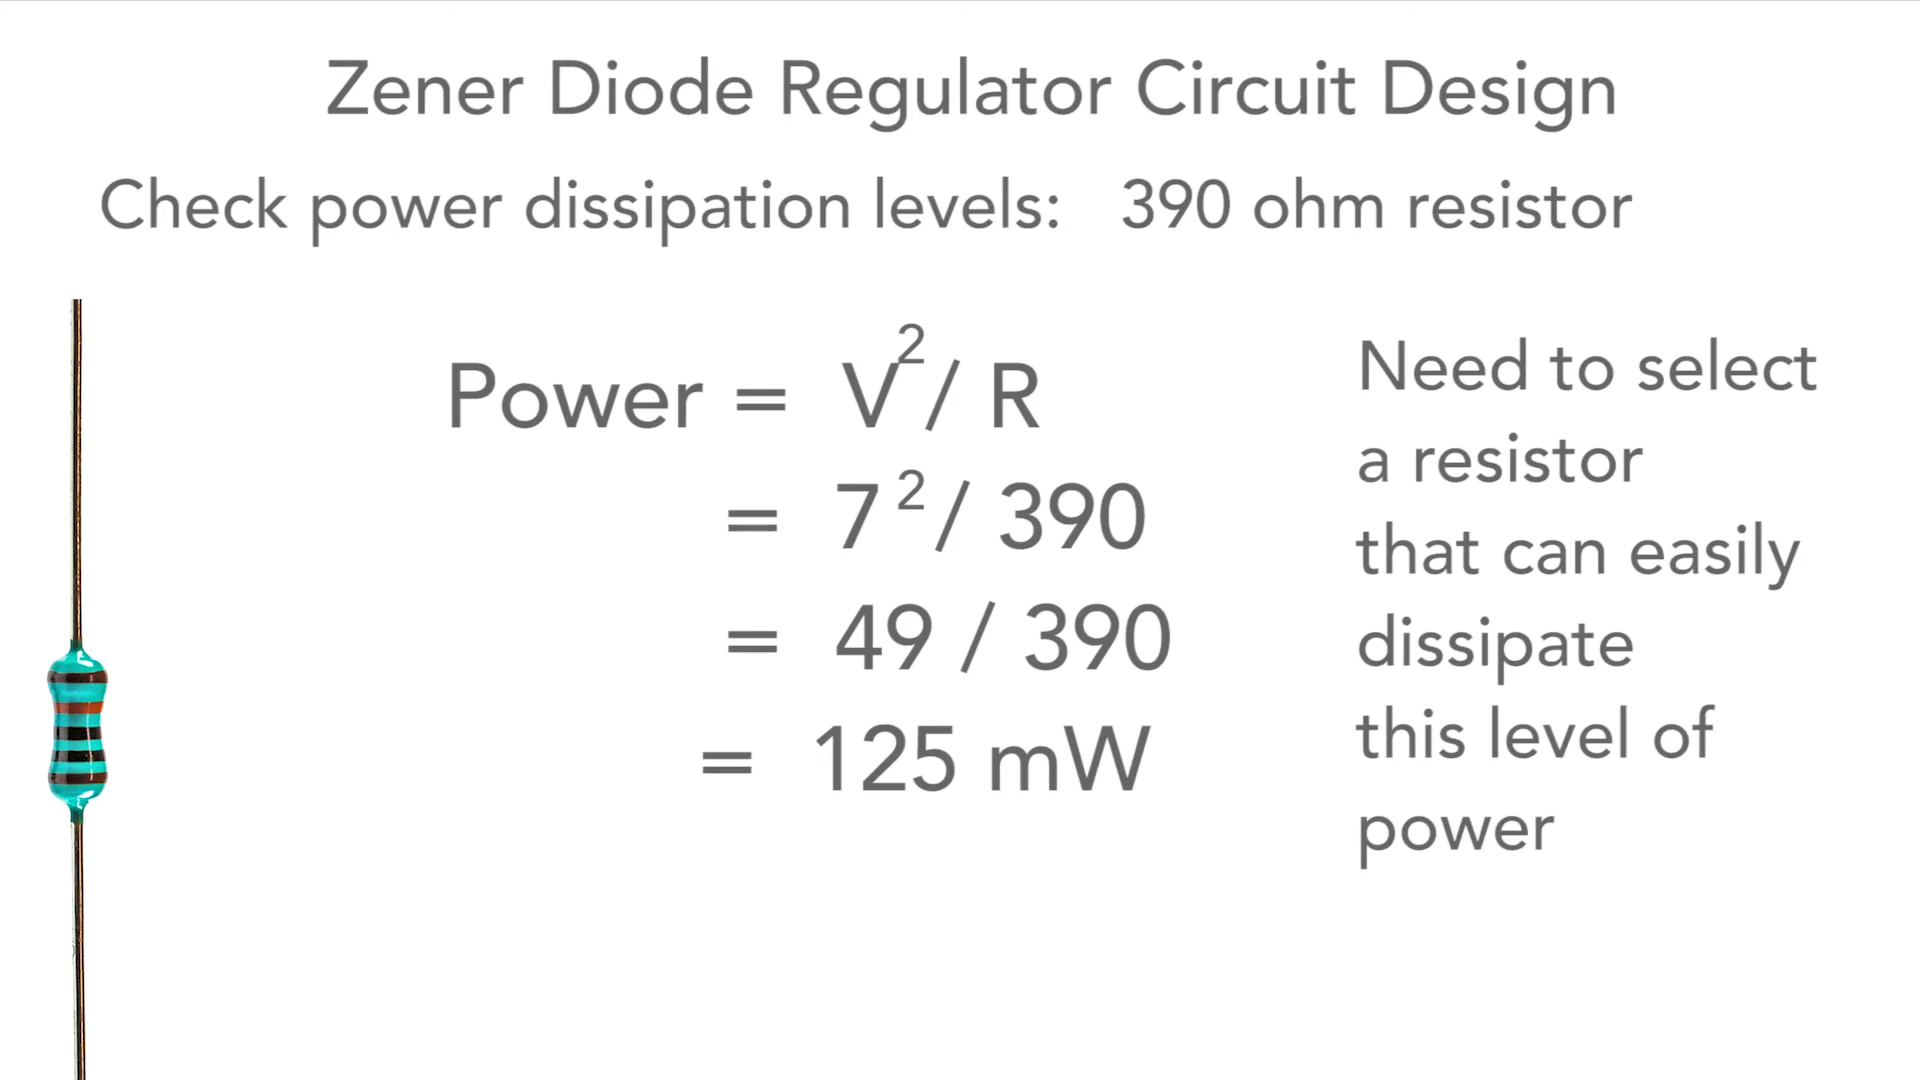 Zener Diode Regulator Circuit Design
Check power dissipation levels: 390 ohm resistor
Power = V² / R
= 7² / 390
= 49 / 390
= 125 mW
Need to select
a resistor
that can easily
dissipate
this level of
power